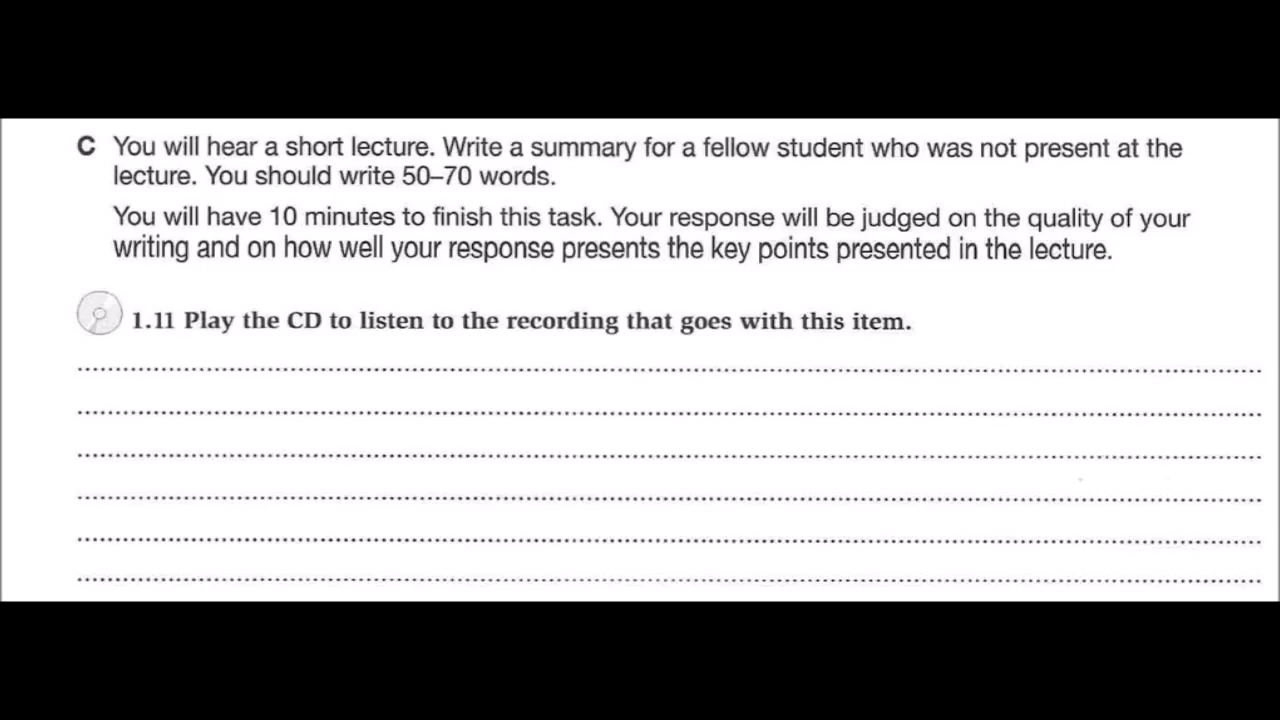 C You will hear a short lecture. Write a summary for a fellow student who was not present at the
lecture. You should write 50–70 words.
You will have 10 minutes to finish this task. Your response will be judged on the quality of your
writing and on how well your response presents the key points presented in the lecture.
1.11 Play the CD to listen to the recording that goes with this item.